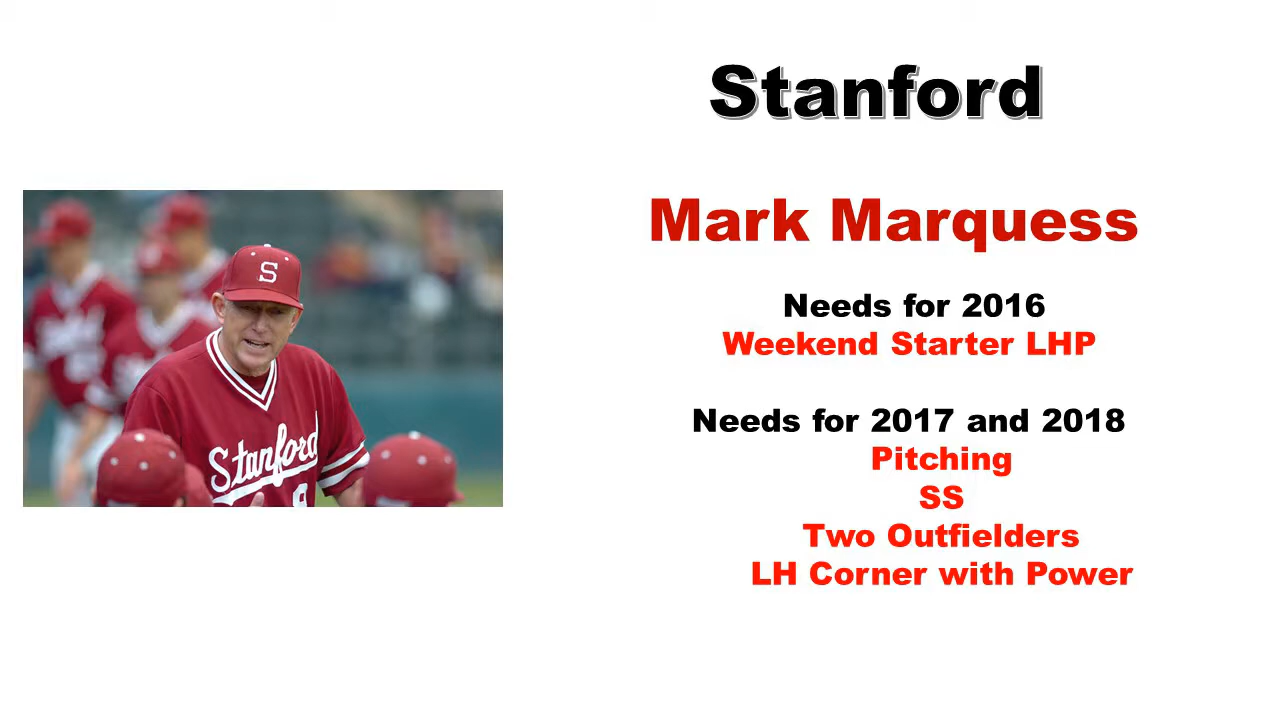 Stanford
Mark Marquess
Needs for 2016
Weekend Starter LHP
Needs for 2017 and 2018
Pitching
SS
Two Outfielders
LH Corner with Power
S
Stanford
Stanford